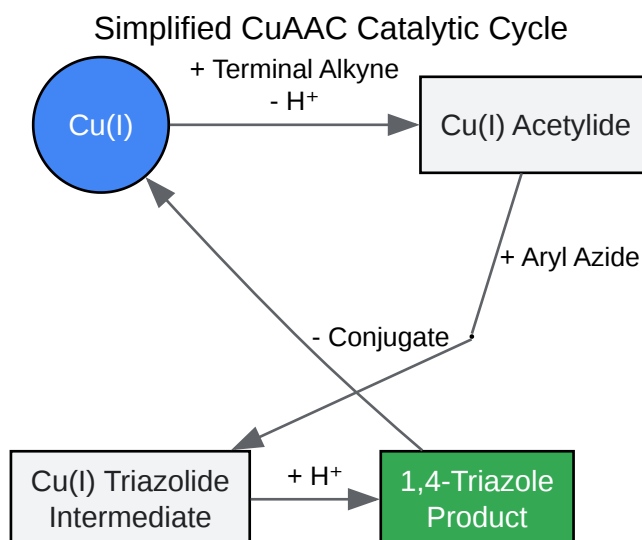 Simplified CuAAC Catalytic Cycle
+ Terminal Alkyne
- H⁺
Cu(I)
Cu(I) Acetylide
+ Aryl Azide
- Conjugate
Cu(I) Triazolide
Intermediate
+ H⁺
1,4-Triazole
Product